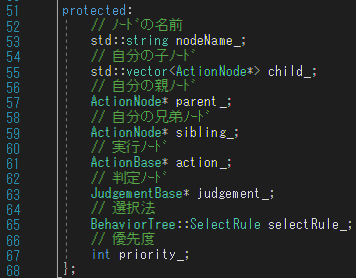 51 protected:
52 // ノードの名前
53 std::string nodeName_;
54 // 自分の子ノード
55 std::vector<ActionNode*> child_;
56 // 自分の親ノード
57 ActionNode* parent_;
58 // 自分の兄弟ノード
59 ActionNode* sibling_;
60 // 実行ノード
61 ActionBase* action_;
62 // 判定ノード
63 JudgementBase* judgement_;
64 // 選択法
65 BehaviorTree::SelectRule selectRule_;
66 // 優先度
67 int priority_;
68 };